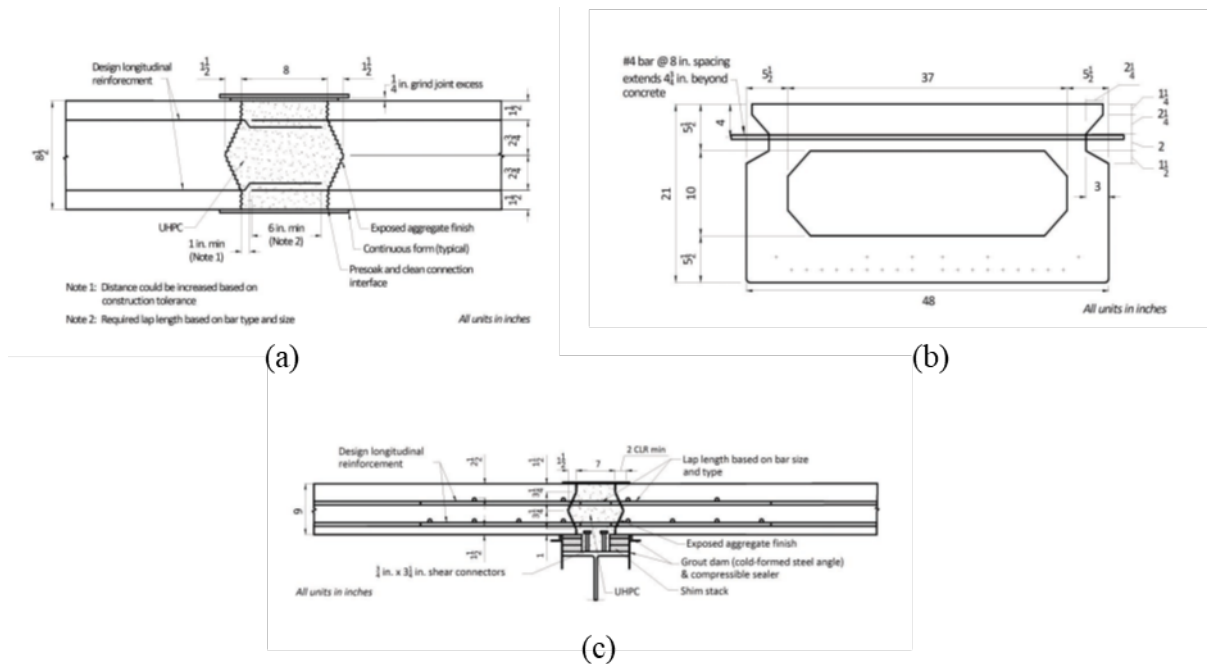 1 1/2
8
1 1/2
Design longitudinal
reinforcement
1/4 in. grind joint excess
8 1/2
1 1/2
2 3/4
2 3/4
1 1/2
UHPC
6 in. min
(Note 2)
1 in. min
(Note 1)
Exposed aggregate finish
Continuous form (typical)
Presoak and clean connection
interface
Note 1: Distance could be increased based on
construction tolerance
Note 2: Required lap length based on bar type and size
All units in inches
(a)
#4 bar @ 8 in. spacing
extends 4 3/4 in. beyond
concrete
5 1/2
37
5 1/2
2 1/4
1 1/4
2 1/4
2
1 1/2
4
5 1/2
21
10
3
5 1/2
48
All units in inches
(b)
Design longitudinal
reinforcement
1 1/2
7
2 CLR min
Lap length based on bar size
and type
9
1 1/2
1
Exposed aggregate finish
Grout dam (cold-formed steel angle)
& compressible sealer
in. x 3 in. shear connectors
UHPC
Shim stack
All units in inches
(c)